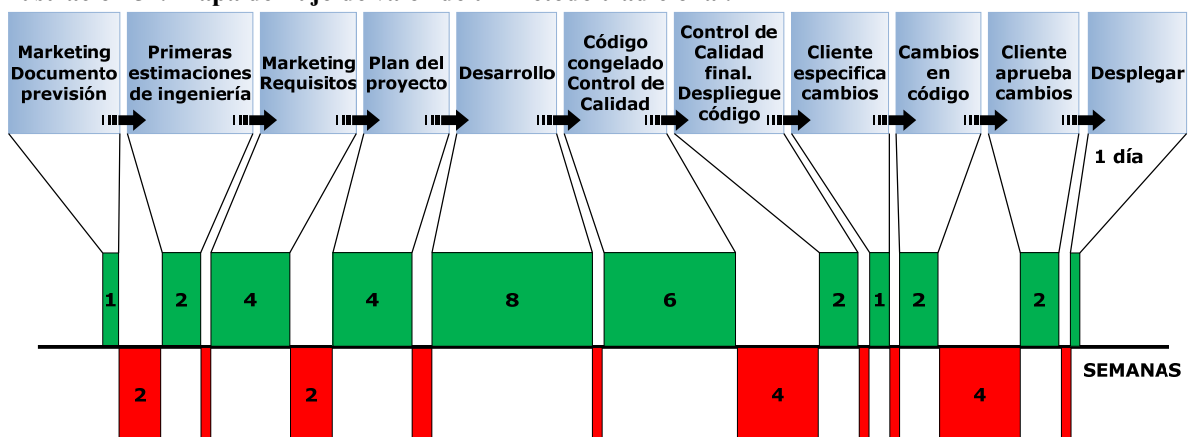 Marketing
Documento
previsión
Primeras
estimaciones
de ingeniería
Marketing
Requisitos
Plan del
proyecto
Desarrollo
Código
congelado
Control de
Calidad
Control de
Calidad
final.
Despliegue
código
Cliente
especifica
cambios
Cambios
en
código
Cliente
aprueba
cambios
Desplegar
1 día
1
2
4
4
8
6
2
1
2
2
SEMANAS
2
2
4
4